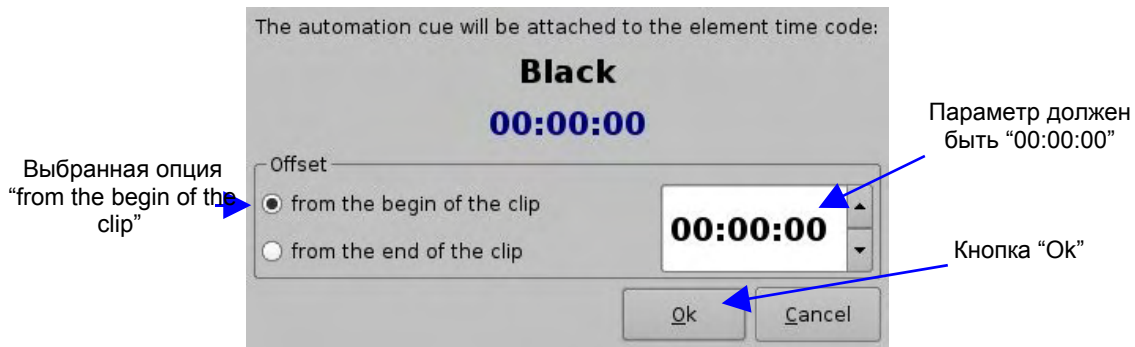 The automation cue will be attached to the element time code:
Black
00:00:00
Параметр должен
быть “00:00:00”
Выбранная опция
“from the begin of the
clip”
Offset
from the begin of the clip
from the end of the clip
00:00:00
Кнопка “Ok”
Ok
Cancel